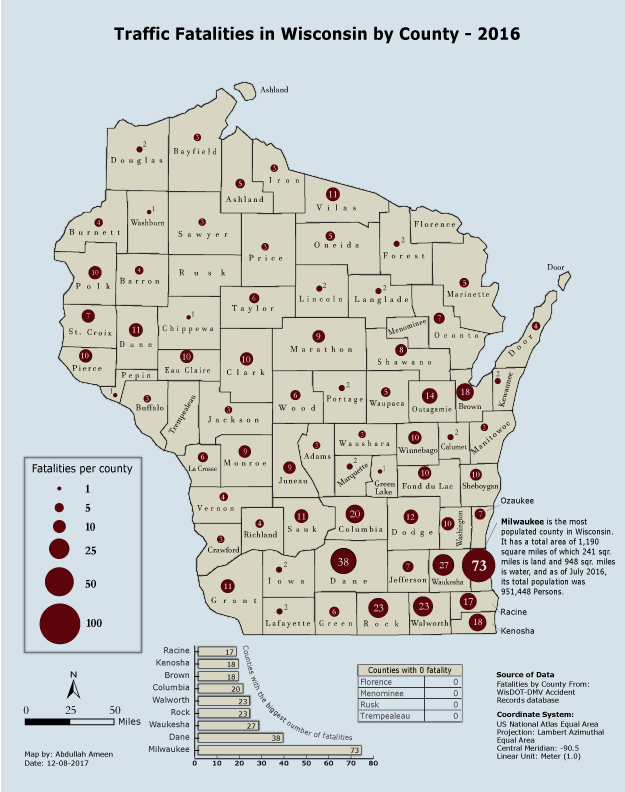 Traffic Fatalities in Wisconsin by County - 2016
Ashland
3
Bayfield
2
Douglas
3
Iron
5
Ashland
11
Vilas
4
Burnett
1
Washburn
3
Sawyer
Florence
5
Oneida
3
Price
2
Forest
Door
10
Polk
4
Barron
Rusk
5
Marinette
2
Lincoln
2
Langlade
6
Taylor
7
St. Croix
1
Chippewa
11
Dunn
7
Oconto
Menominee
4
Door
9
Marathon
8
Shawano
10
Pierce
10
Eau Claire
10
Clark
Pepin
1
2
Kewaunee
18
Brown
14
Outagamie
5
Waupaca
2
Portage
6
Wood
3
Buffalo
Trempealeau
3
Jackson
2
Manitowoc
2
Calumet
10
Winnebago
3
Waushara
3
Adams
9
Monroe
6
La Crosse
9
Juneau
2
Marquette
1
Green
Lake
10
Fond du Lac
10
Sheboygan
4
Vernon
Ozaukee
7
Washington
10
12
Dodge
20
Columbia
11
Sauk
4
Richland
3
Crawford
38
Dane
7
Jefferson
27
Waukesha
73
2
Iowa
11
Grant
2
Lafayette
6
Green
23
Rock
23
Walworth
17
Racine
18
Kenosha
Milwaukee is the most
populated county in Wisconsin.
It has a total area of 1,190
square miles of which 241 sqr.
miles is land and 948 sqr. miles
is water, and as of July 2016,
its total population was
951,448 Persons.
Fatalities per county
1
5
10
25
50
100
N
0 25 50
Miles
Map by: Abdullah Ameen
Date: 12-08-2017
Racine 17
Kenosha 18
Brown 18
Columbia 20
Walworth 23
Rock 23
Waukesha 27
Dane 38
Milwaukee 73
0 10 20 30 40 50 60 70 80
Counties with the biggest number of fatalities
Counties with 0 fatality
Florence 0
Menominee 0
Rusk 0
Trempealeau 0
Source of Data
Fatalities by County From:
WisDOT-DMV Accident
Records database
Coordinate System:
US National Atlas Equal Area
Projection: Lambert Azimuthal
Equal Area
Central Meridian: -90.5
Linear Unit: Meter (1.0)